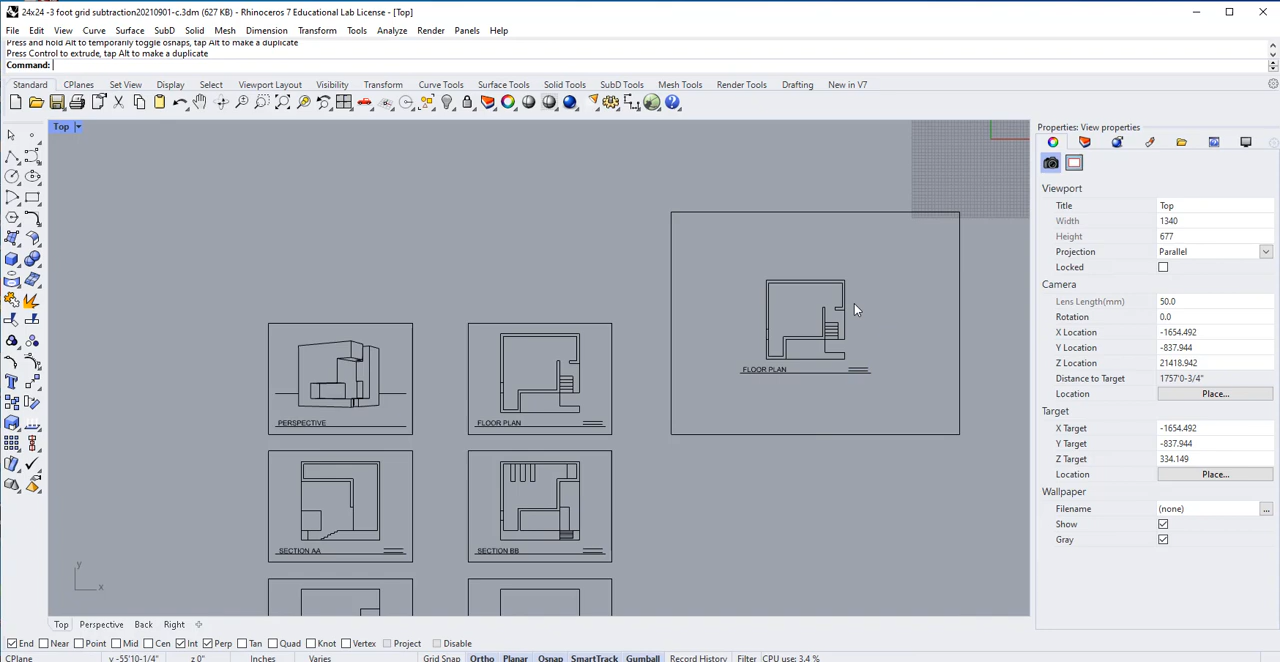 24x24 -3 foot grid subtraction20210901-c.3dm (627 KB) - Rhinoceros 7 Educational Lab License - [Top]
File Edit View Curve Surface SubD Solid Mesh Dimension Transform Tools Analyze Render Panels Help
Press and hold Alt to temporarily toggle osnaps, tap Alt to make a duplicate
Press Control to extrude, tap Alt to make a duplicate
Command:
Standard CPlanes Set View Display Select Viewport Layout Visibility Transform Curve Tools Surface Tools Solid Tools SubD Tools Mesh Tools Render Tools Drafting New in V7
Top
Properties: View properties
Viewport
Title Top
Width 1340
Height 677
Projection Parallel
Locked
Camera
Lens Length(mm) 50.0
Rotation 0.0
X Location -1654.492
Y Location -837.944
Z Location 21418.942
Distance to Target 1757'0-3/4"
Location Place...
Target
X Target -1654.492
Y Target -837.944
Z Target 334.149
Location Place...
Wallpaper
Filename (none) ...
Show
Gray
FLOOR PLAN
PERSPECTIVE
FLOOR PLAN
SECTION AA
SECTION BB
y
x
Top Perspective Back Right
End Near Point Mid Cen Int Perp Tan Quad Knot Vertex Project Disable
CPlane y -55'10-1/4" z 0" Inches Varies Grid Snap Ortho Planar Osnap SmartTrack Gumball Record History Filter CPU use: 3.4 %